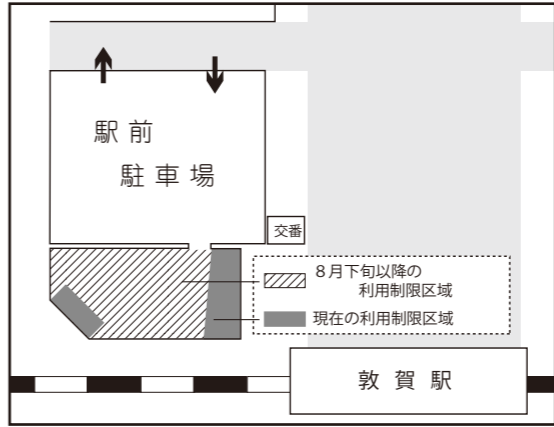 駅前
駐車場
交番
8月下旬以降の
利用制限区域
現在の利用制限区域
敦賀駅